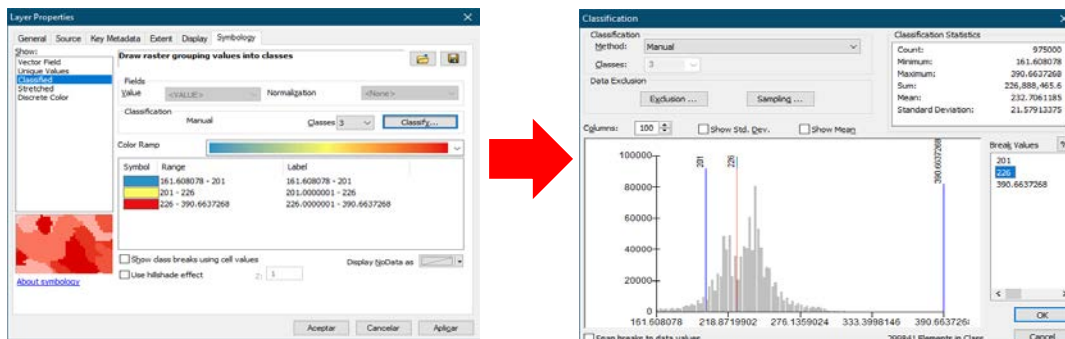 Layer Properties
General Source Key Metadata Extent Display Symbology
Show:
Vector Field
Unique Values
Classified
Stretched
Discrete Color
Draw raster grouping values into classes
Fields
Value <VALUE> Normalization <None>
Classification
Manual Classes 3 Classify...
Color Ramp
Symbol Range Label
161.608078 - 201 161.608078 - 201
201 - 226 201.0000001 - 226
226 - 390.6637268 226.0000001 - 390.6637268
Show class breaks using cell values Display NoData as
Use hillshade effect Z: 1
About symbology
Aceptar Cancelar Aplicar
Classification
Classification
Method: Manual
Classes: 3
Data Exclusion
Exclusion ... Sampling ...
Classification Statistics
Count: 975000
Minimum: 161.608078
Maximum: 390.6637268
Sum: 226,888,465.6
Mean: 232.7061185
Standard Deviation: 21.57913375
Columns: 100 Show Std. Dev. Show Mean
Break Values %
201
226
390.6637268
100000
80000
60000
40000
20000
0
201
226
390.6637268
161.608078 218.8719902 276.1359024 333.3998146 390.663726
OK
Cancel
Snap breaks to data values
Elements in Class